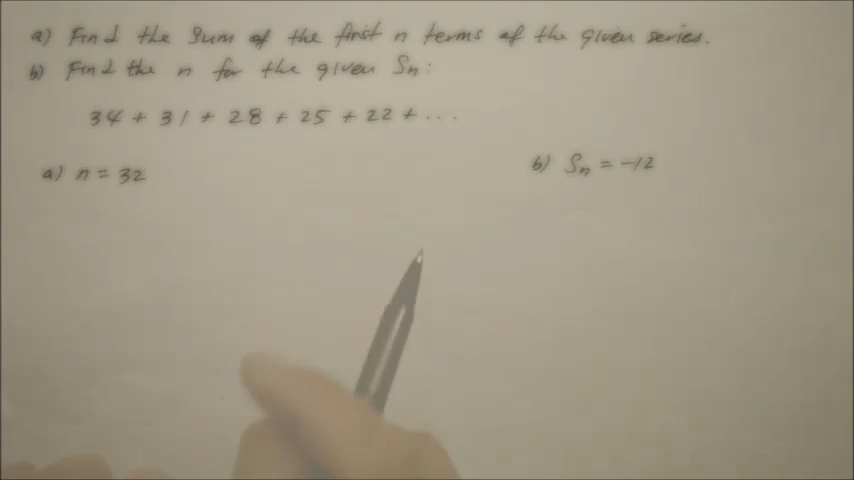 a) Find the sum of the first n terms of the given series.
b) Find the n for the given Sn:
34 + 31 + 28 + 25 + 22 + ...
a) n = 32
b) Sn = -12